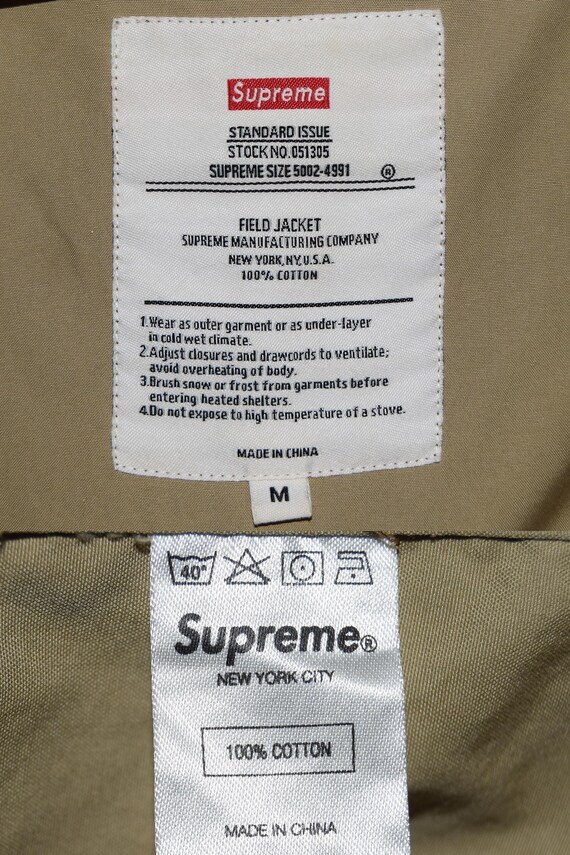 Supreme
STANDARD ISSUE
STOCK NO.051305
SUPREME SIZE 5002-4991 ®
FIELD JACKET
SUPREME MANUFACTURING COMPANY
NEW YORK,NY,U.S.A.
100% COTTON
1.Wear as outer garment or as under-layer
in cold wet climate.
2.Adjust closures and drawcords to ventilate;
avoid overheating of body.
3.Brush snow or frost from garments before
entering heated shelters.
4.Do not expose to high temperature of a stove.
MADE IN CHINA
M
40°
Supreme®
NEW YORK CITY
100% COTTON
MADE IN CHINA